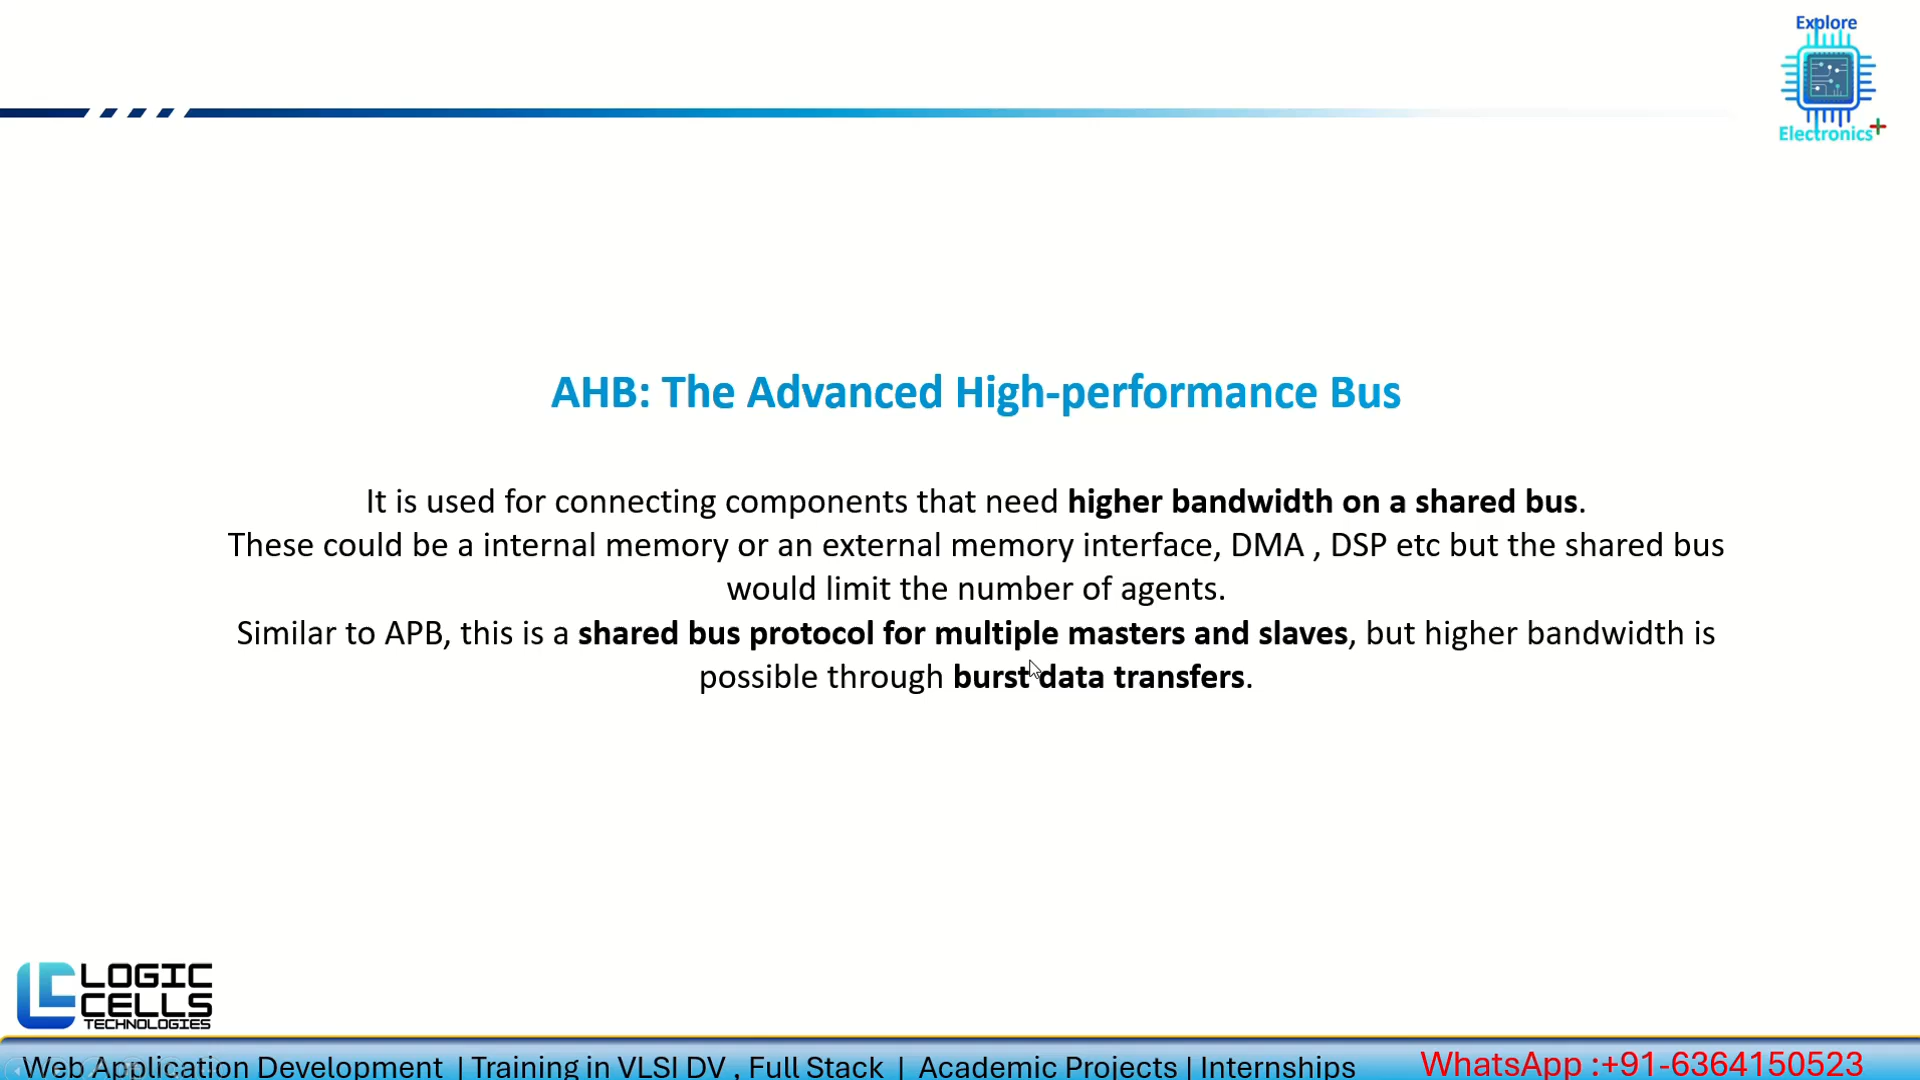 Explore
Electronics+
AHB: The Advanced High-performance Bus
It is used for connecting components that need higher bandwidth on a shared bus.
These could be a internal memory or an external memory interface, DMA , DSP etc but the shared bus
would limit the number of agents.
Similar to APB, this is a shared bus protocol for multiple masters and slaves, but higher bandwidth is
possible through burst data transfers.
LOGIC
CELLS
TECHNOLOGIES
Web Application Development | Training in VLSI DV , Full Stack | Academic Projects | Internships WhatsApp :+91-6364150523